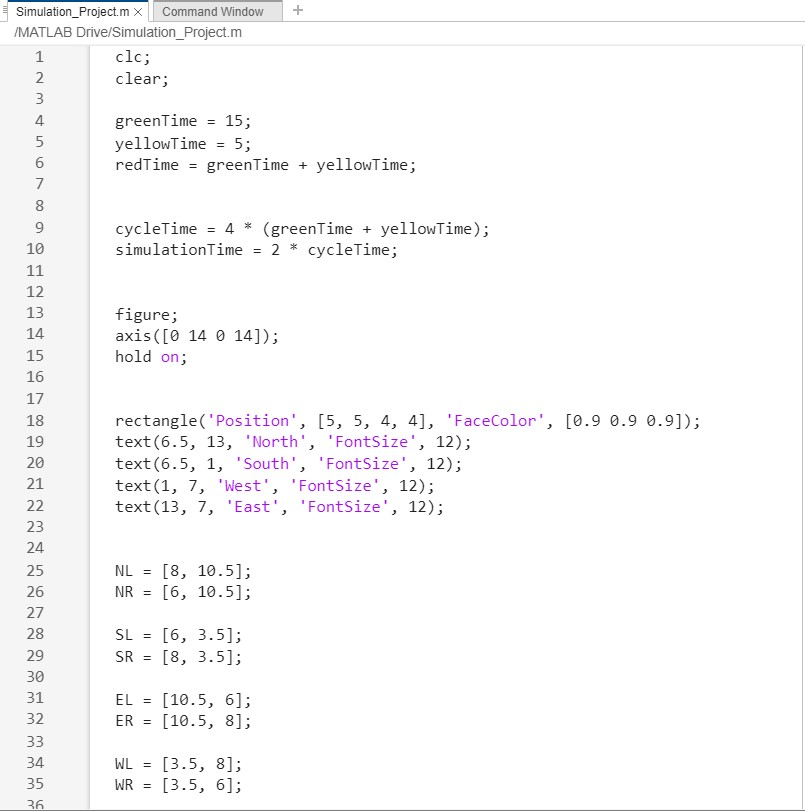 Simulation_Project.m × Command Window +
/MATLAB Drive/Simulation_Project.m
1 clc;
2 clear;
3
4 greenTime = 15;
5 yellowTime = 5;
6 redTime = greenTime + yellowTime;
7
8
9 cycleTime = 4 * (greenTime + yellowTime);
10 simulationTime = 2 * cycleTime;
11
12
13 figure;
14 axis([0 14 0 14]);
15 hold on;
16
17
18 rectangle('Position', [5, 5, 4, 4], 'FaceColor', [0.9 0.9 0.9]);
19 text(6.5, 13, 'North', 'FontSize', 12);
20 text(6.5, 1, 'South', 'FontSize', 12);
21 text(1, 7, 'West', 'FontSize', 12);
22 text(13, 7, 'East', 'FontSize', 12);
23
24
25 NL = [8, 10.5];
26 NR = [6, 10.5];
27
28 SL = [6, 3.5];
29 SR = [8, 3.5];
30
31 EL = [10.5, 6];
32 ER = [10.5, 8];
33
34 WL = [3.5, 8];
35 WR = [3.5, 6];
36